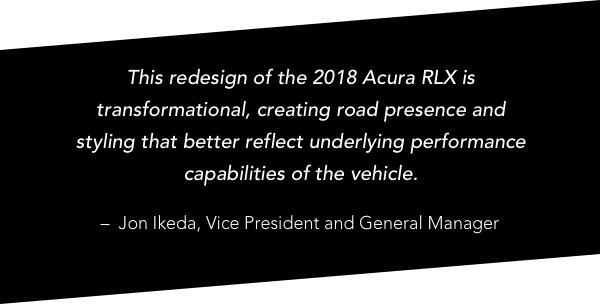 This redesign of the 2018 Acura RLX is
transformational, creating road presence and
styling that better reflect underlying performance
capabilities of the vehicle.
– Jon Ikeda, Vice President and General Manager